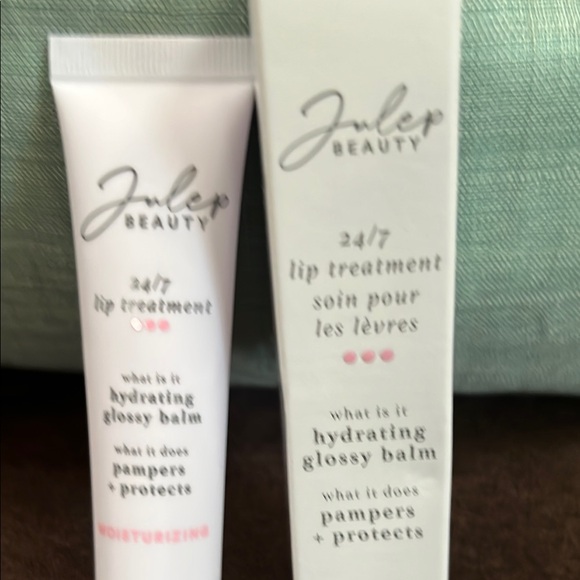 Julep
BEAUTY
24/7
lip treatment
what is it
hydrating
glossy balm
what it does
pampers
+ protects
MOISTURIZING
Julep
BEAUTY
24/7
lip treatment
soin pour
les lèvres
what is it
hydrating
glossy balm
what it does
pampers
+ protects